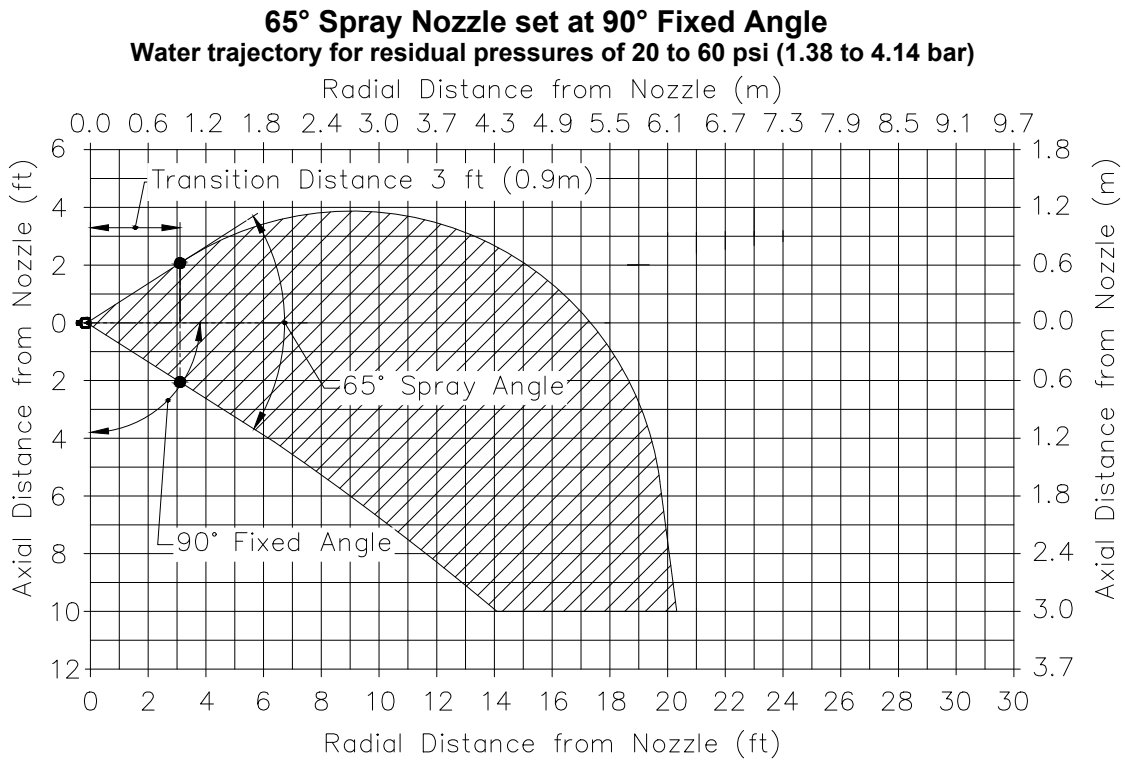 65° Spray Nozzle set at 90° Fixed Angle
Water trajectory for residual pressures of 20 to 60 psi (1.38 to 4.14 bar)
Radial Distance from Nozzle (m)
0.0 0.6 1.2 1.8 2.4 3.0 3.7 4.3 4.9 5.5 6.1 6.7 7.3 7.9 8.5 9.1 9.7
Axial Distance from Nozzle (ft)
6
4
2
0
2
4
6
8
10
12
Transition Distance 3 ft (0.9m)
65° Spray Angle
90° Fixed Angle
1.8
1.2
0.6
0.0
0.6
1.2
1.8
2.4
3.0
3.7
Axial Distance from Nozzle (m)
0 2 4 6 8 10 12 14 16 18 20 22 24 26 28 30 30
Radial Distance from Nozzle (ft)